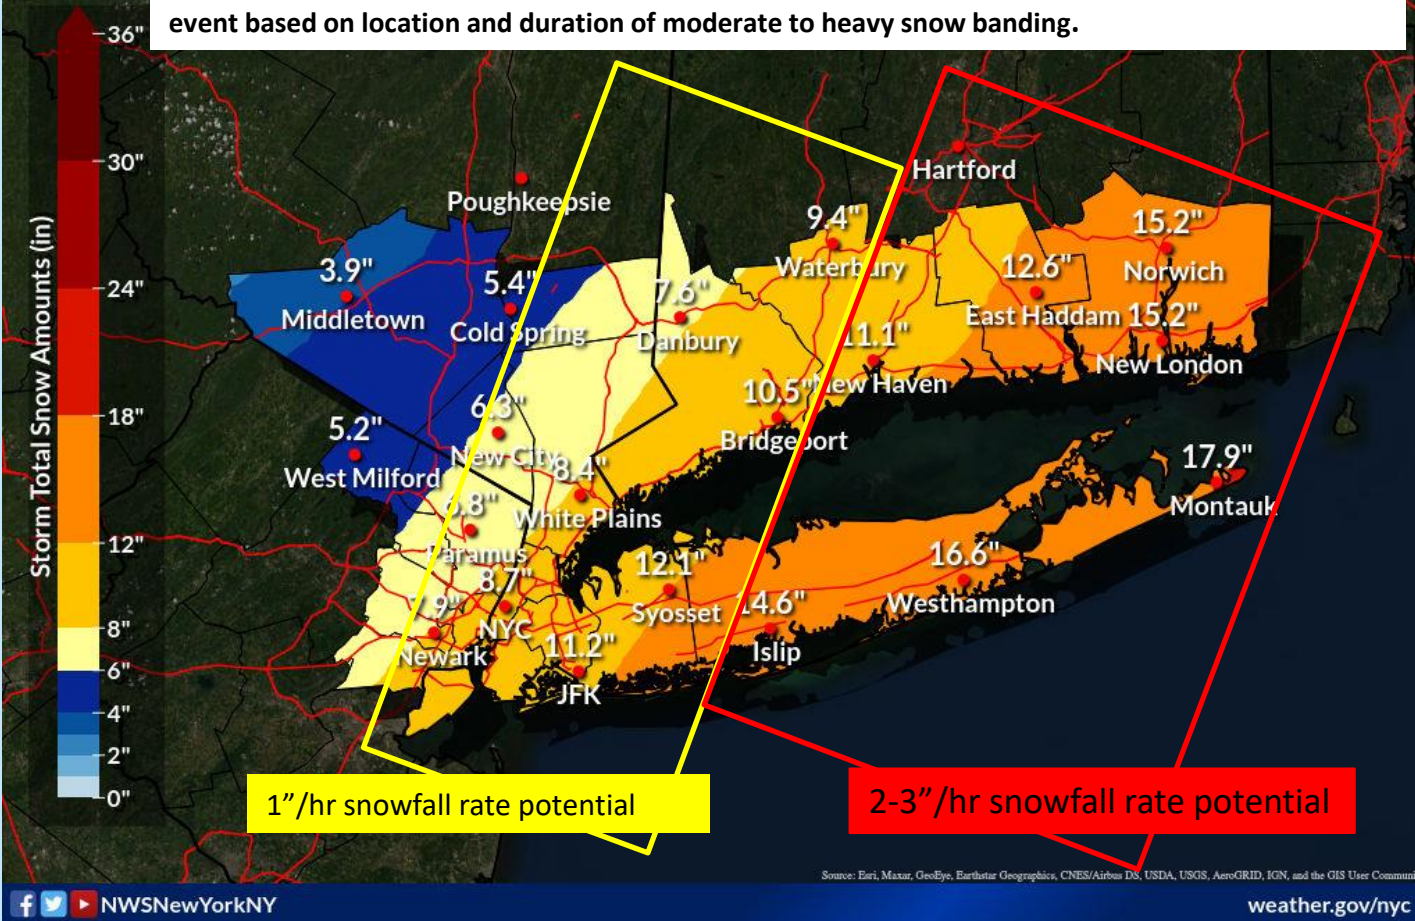 event based on location and duration of moderate to heavy snow banding.
Storm Total Snow Amounts (in)
36"
30"
24"
18"
12"
8"
6"
4"
2"
0"
Hartford
Poughkeepsie
9.4"
Waterbury
15.2"
Norwich
3.9"
Middletown
5.4"
Cold Spring
7.6"
Danbury
12.6"
East Haddam
15.2"
New London
11.1"
New Haven
10.5"
Bridgeport
6.3"
New City
5.2"
West Milford
8.4"
White Plains
17.9"
Montauk
6.8"
Paramus
8.7"
NYC
7.9"
Newark
12.1"
Syosset
16.6"
Westhampton
14.6"
Islip
11.2"
JFK
1”/hr snowfall rate potential
2-3”/hr snowfall rate potential
Source: Esri, Maxar, GeoEye, Earthstar Geographics, CNES/Airbus DS, USDA, USGS, AeroGRID, IGN, and the GIS User Communi
NWSNewYorkNY
weather.gov/nyc